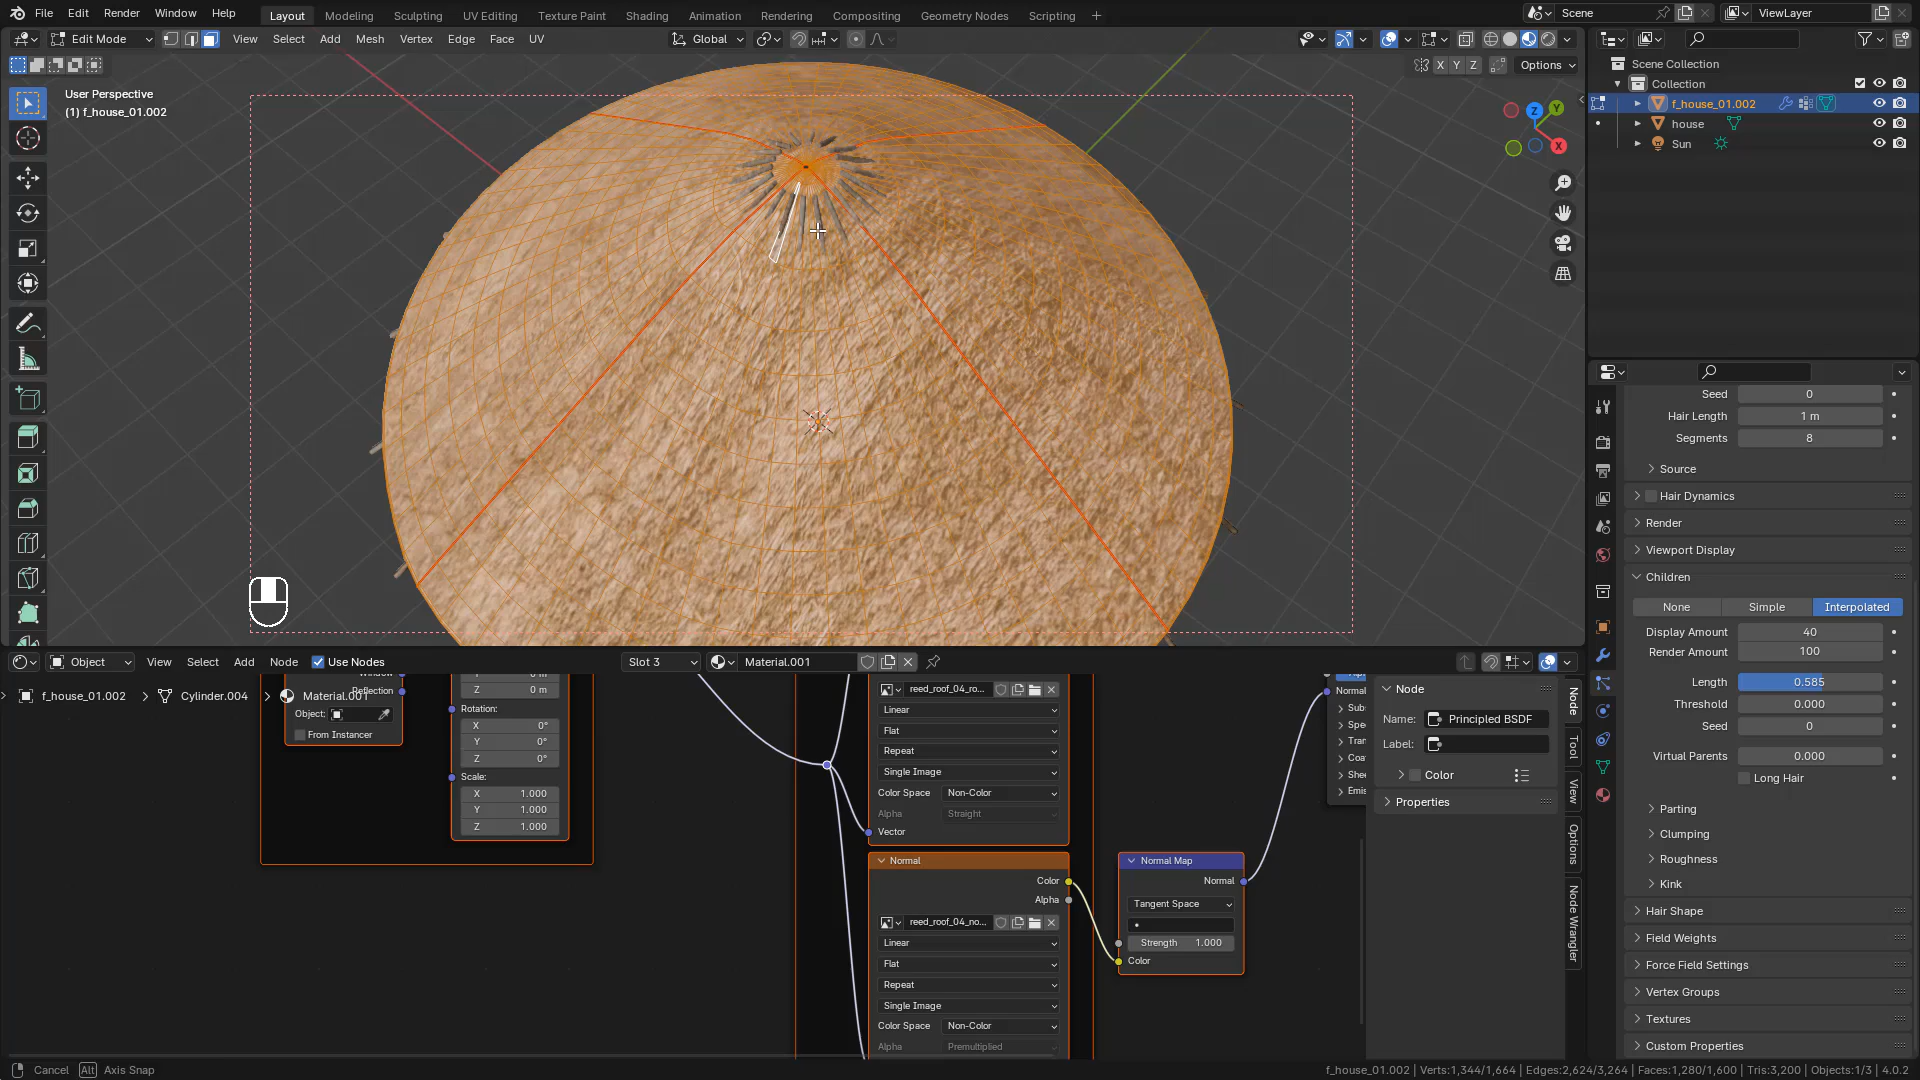 File Edit Render Window Help Layout Modeling Sculpting UV Editing Texture Paint Shading Animation Rendering Compositing Geometry Nodes Scripting + Scene ViewLayer
Edit Mode View Select Add Mesh Vertex Edge Face UV Global
X Y Z Options
User Perspective
(1) f_house_01.002
Z Y X
Scene Collection
Collection
f_house_01.002
house
Sun
Seed 0
Hair Length 1 m
Segments 8
Source
Hair Dynamics
Render
Viewport Display
Children
None Simple Interpolated
Display Amount 40
Render Amount 100
Length 0.585
Threshold 0.000
Seed 0
Virtual Parents 0.000
Long Hair
Parting
Clumping
Roughness
Kink
Hair Shape
Field Weights
Force Field Settings
Vertex Groups
Textures
Custom Properties
Object View Select Add Node Use Nodes Slot 3 Material.001
f_house_01.002 Cylinder.004 Material.001
Reflection
Object:
From Instancer
Z 0 m
Rotation:
X 0°
Y 0°
Z 0°
Scale:
X 1.000
Y 1.000
Z 1.000
reed_roof_04_ro...
Linear
Flat
Repeat
Single Image
Color Space Non-Color
Alpha Straight
Vector
Normal
Color
Alpha
reed_roof_04_no...
Linear
Flat
Repeat
Single Image
Color Space Non-Color
Alpha Premultiplied
Normal Map
Normal
Tangent Space
Strength 1.000
Color
Normal
Subs
Spec
Tran
Coa
Shee
Emis
Node
Name: Principled BSDF
Label:
Color
Properties
Node
Tool
View
Options
Node Wrangler
Cancel Alt Axis Snap
f_house_01.002 | Verts:1,344/1,664 | Edges:2,624/3,264 | Faces:1,280/1,600 | Tris:3,200 | Objects:1/3 | 4.0.2